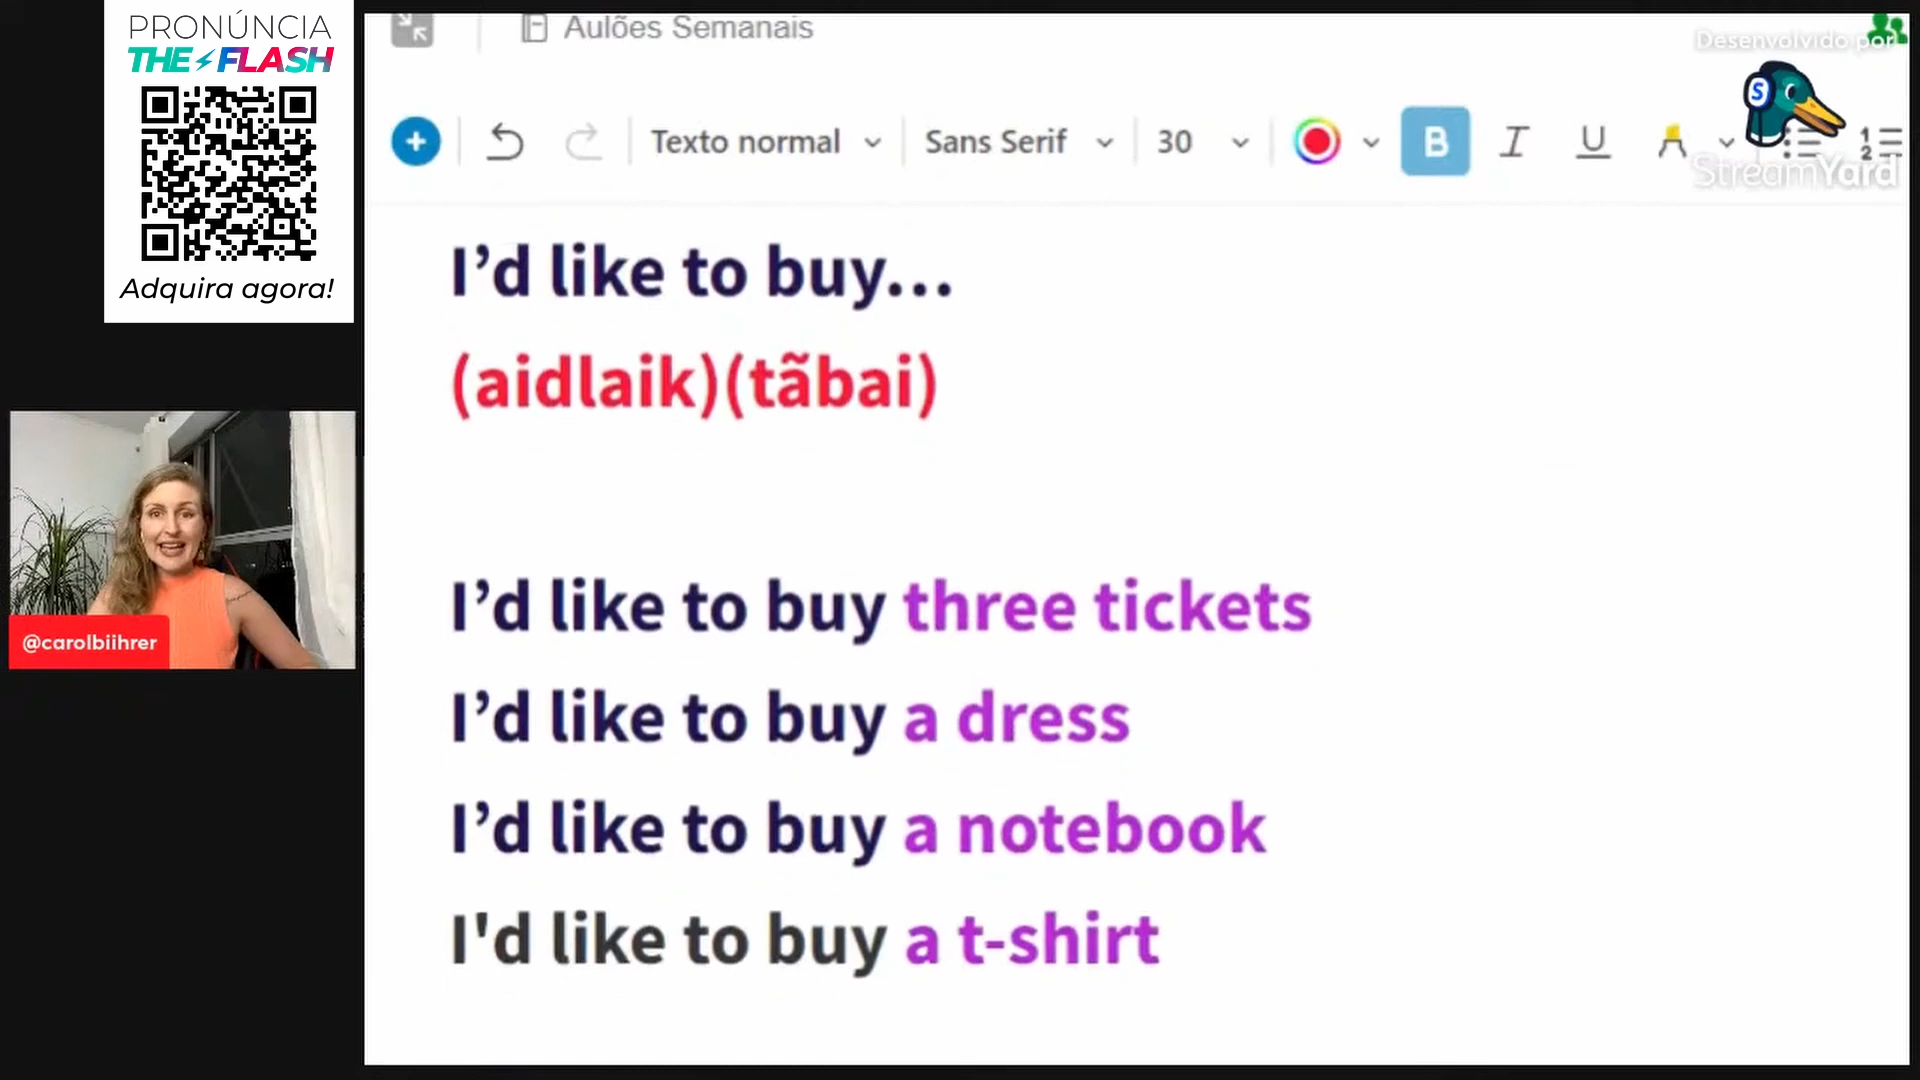 PRONÚNCIA
THE FLASH
Adquira agora!
@carolbiihrer
Aulões Semanais
Desenvolvido por
StreamYard
Texto normal
Sans Serif
30
B
I
U
I’d like to buy...
(aidlaik)(tãbai)
I’d like to buy three tickets
I’d like to buy a dress
I’d like to buy a notebook
I'd like to buy a t-shirt